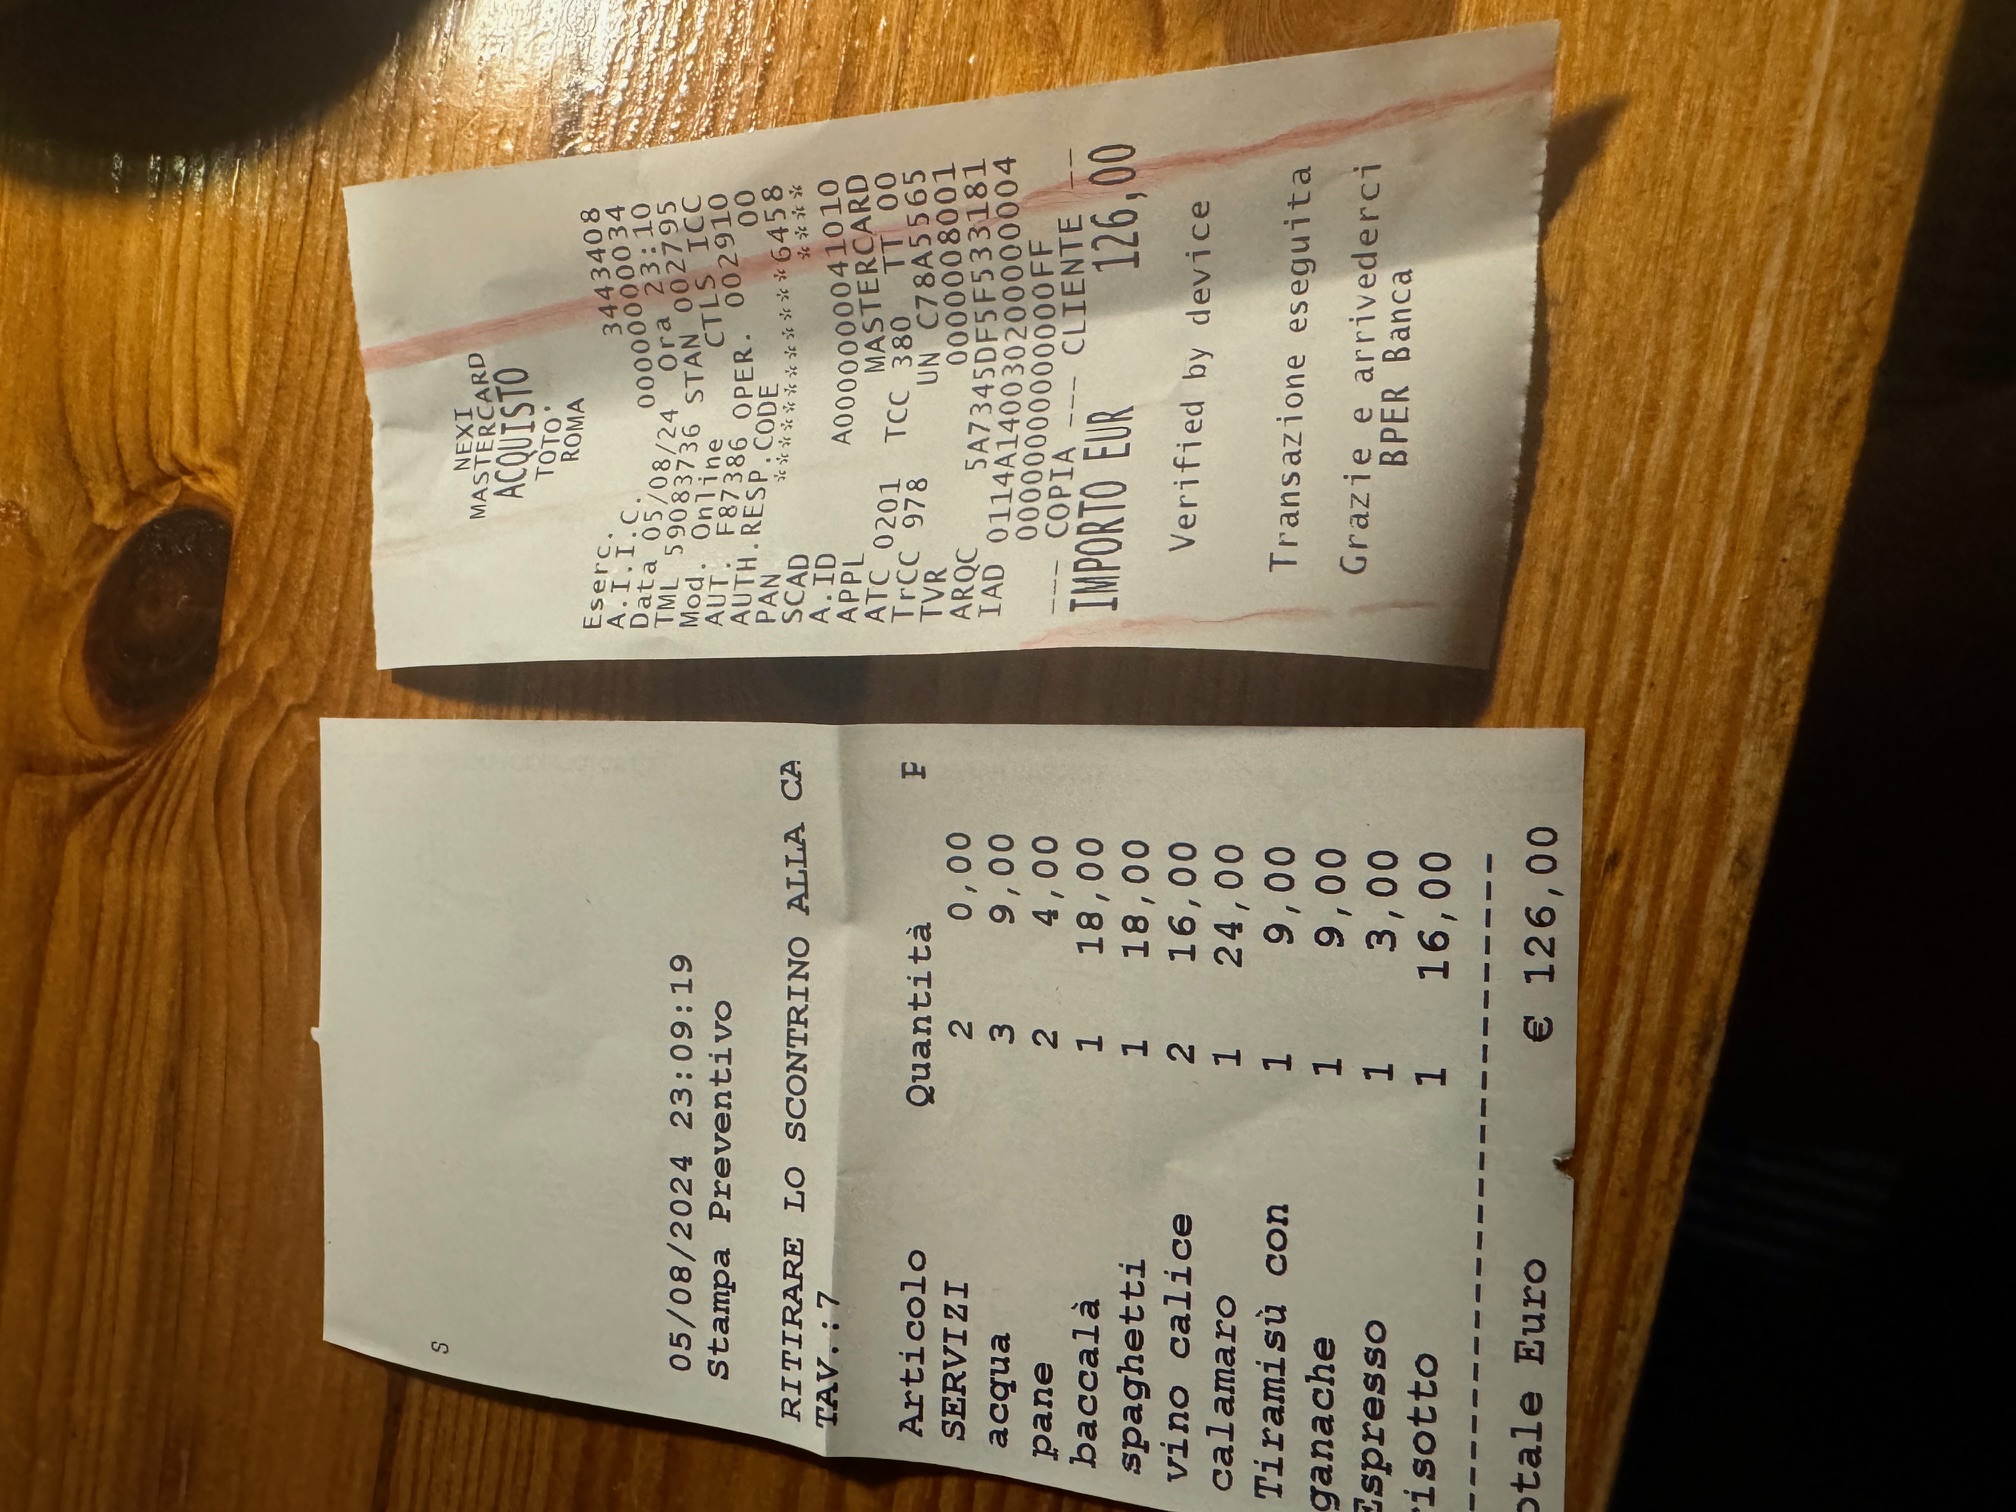 NEXI
MASTERCARD
ACQUISTO
TOTO.
ROMA
Eserc. 3443408
A.I.I.C. 00000000034
Data 05/08/24 Ora 23:10
TML 59083736 STAN 002795
Mod. Online CTLS ICC
AUT. F87386 OPER. 002910
AUTH.RESP.CODE 00
PAN ************6458
SCAD ****
A.ID A0000000041010
APPL MASTERCARD
ATC 0201 TCC 380 TT 00
TrCC 978 UN C78A5565
TVR 0000008001
ARQC 5A7345DF5F533181
IAD 0114A14003020000000004
00000000000000FF
--- COPIA ---- CLIENTE ---
IMPORTO EUR 126,00
Verified by device
Transazione eseguita
Grazie e arrivederci
BPER Banca
S
05/08/2024 23:09:19
Stampa Preventivo
RITIRARE LO SCONTRINO ALLA CA
TAV.:7
Articolo Quantità P
SERVIZI 2 0,00
acqua 3 9,00
pane 2 4,00
baccalà 1 18,00
spaghetti 1 18,00
vino calice 2 16,00
calamaro 1 24,00
Tiramisù con 1 9,00
ganache 1 9,00
Espresso 1 3,00
risotto 1 16,00
-----------------------------
otale Euro € 126,00